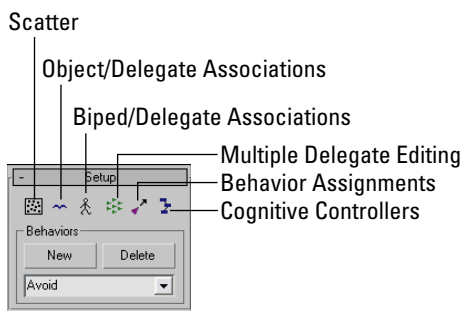 Scatter
Object/Delegate Associations
Biped/Delegate Associations
Multiple Delegate Editing
- Setup
Behavior Assignments
Cognitive Controllers
Behaviors
New Delete
Avoid